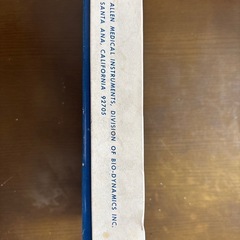 ALLEN MEDICAL INSTRUMENTS, DIVISION OF BIO-DYNAMICS INC.
SANTA ANA, CALIFORNIA 92705